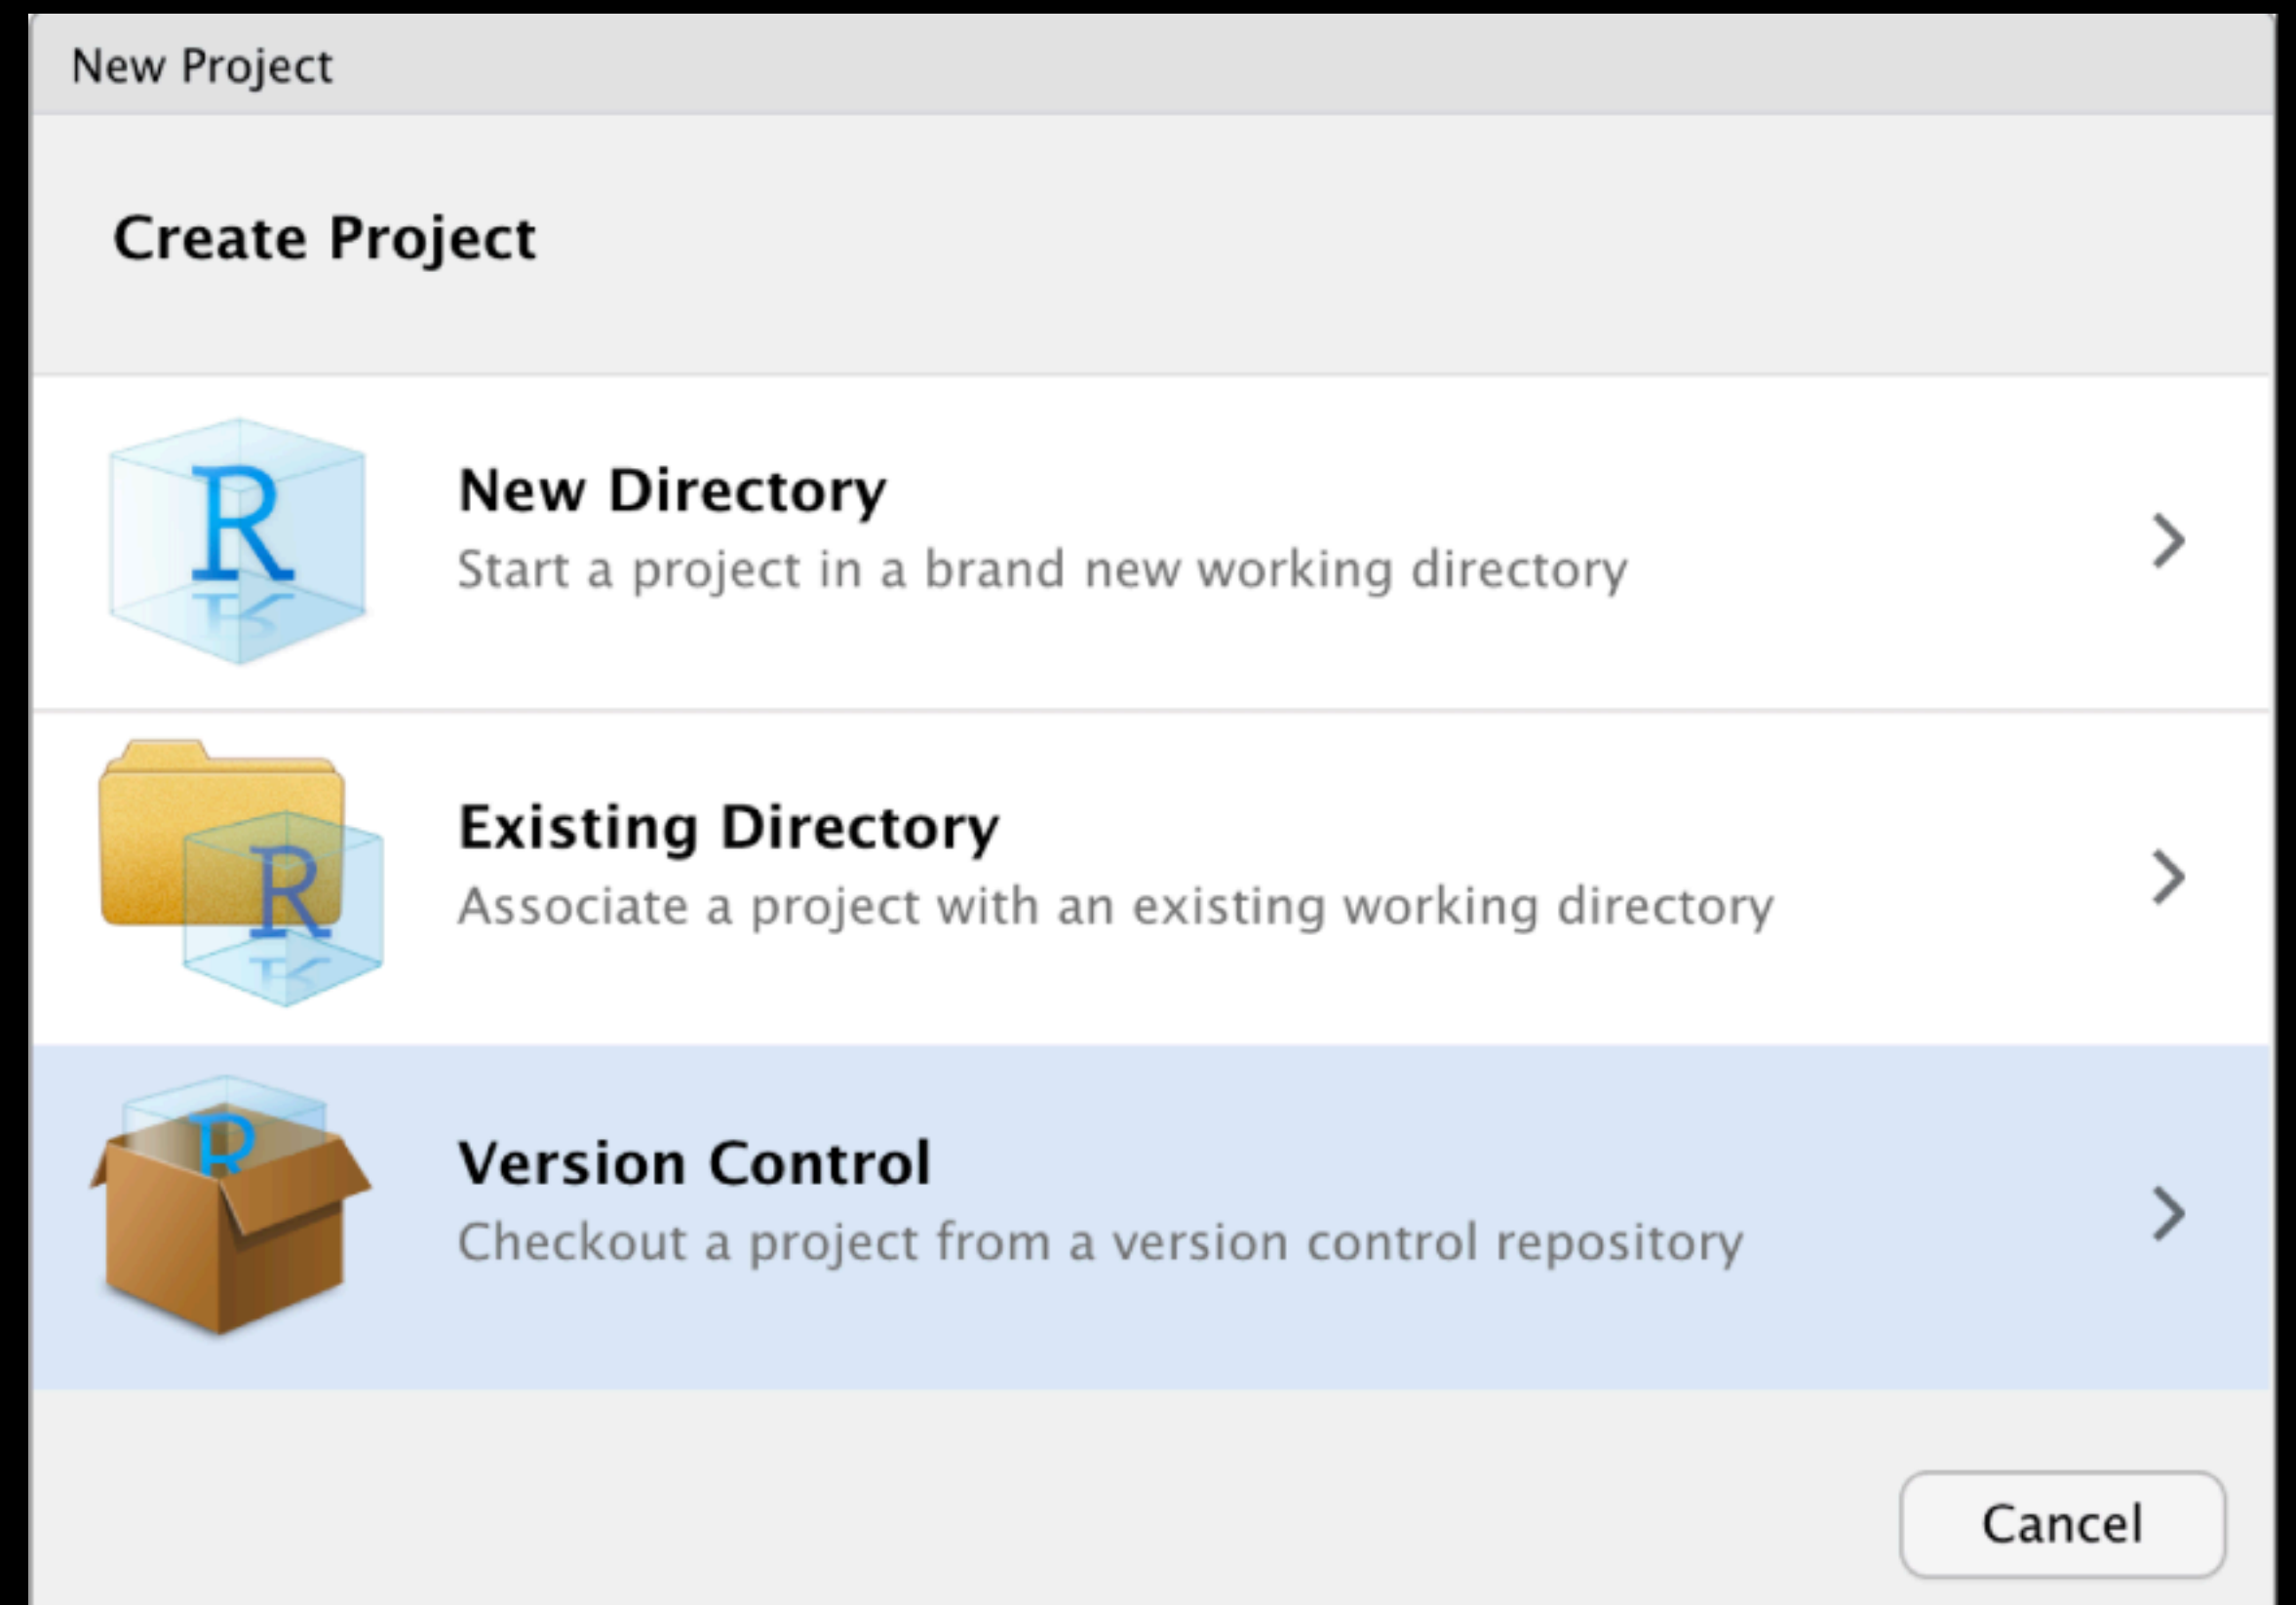 New Project
Create Project
R
New Directory
Start a project in a brand new working directory
R
Existing Directory
Associate a project with an existing working directory
R
Version Control
Checkout a project from a version control repository
Cancel